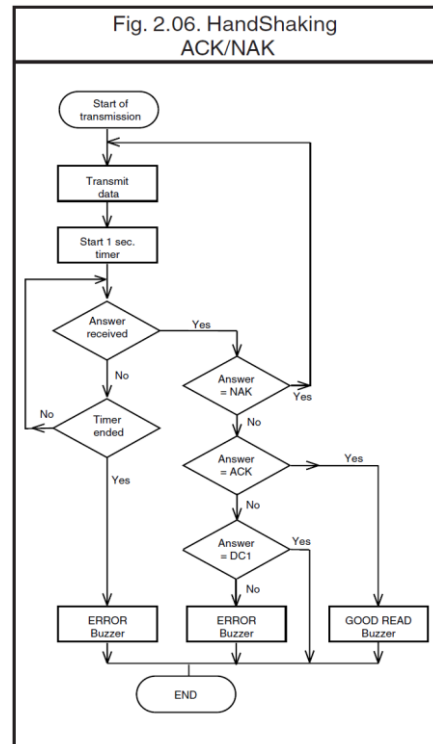 Fig. 2.06. HandShaking
ACK/NAK
Start of
transmission
Transmit
data
Start 1 sec.
timer
Answer
received
Yes
No
Answer
= NAK
Yes
No
Timer
ended
No
Yes
Answer
= ACK
Yes
No
Answer
= DC1
Yes
No
ERROR
Buzzer
ERROR
Buzzer
GOOD READ
Buzzer
END